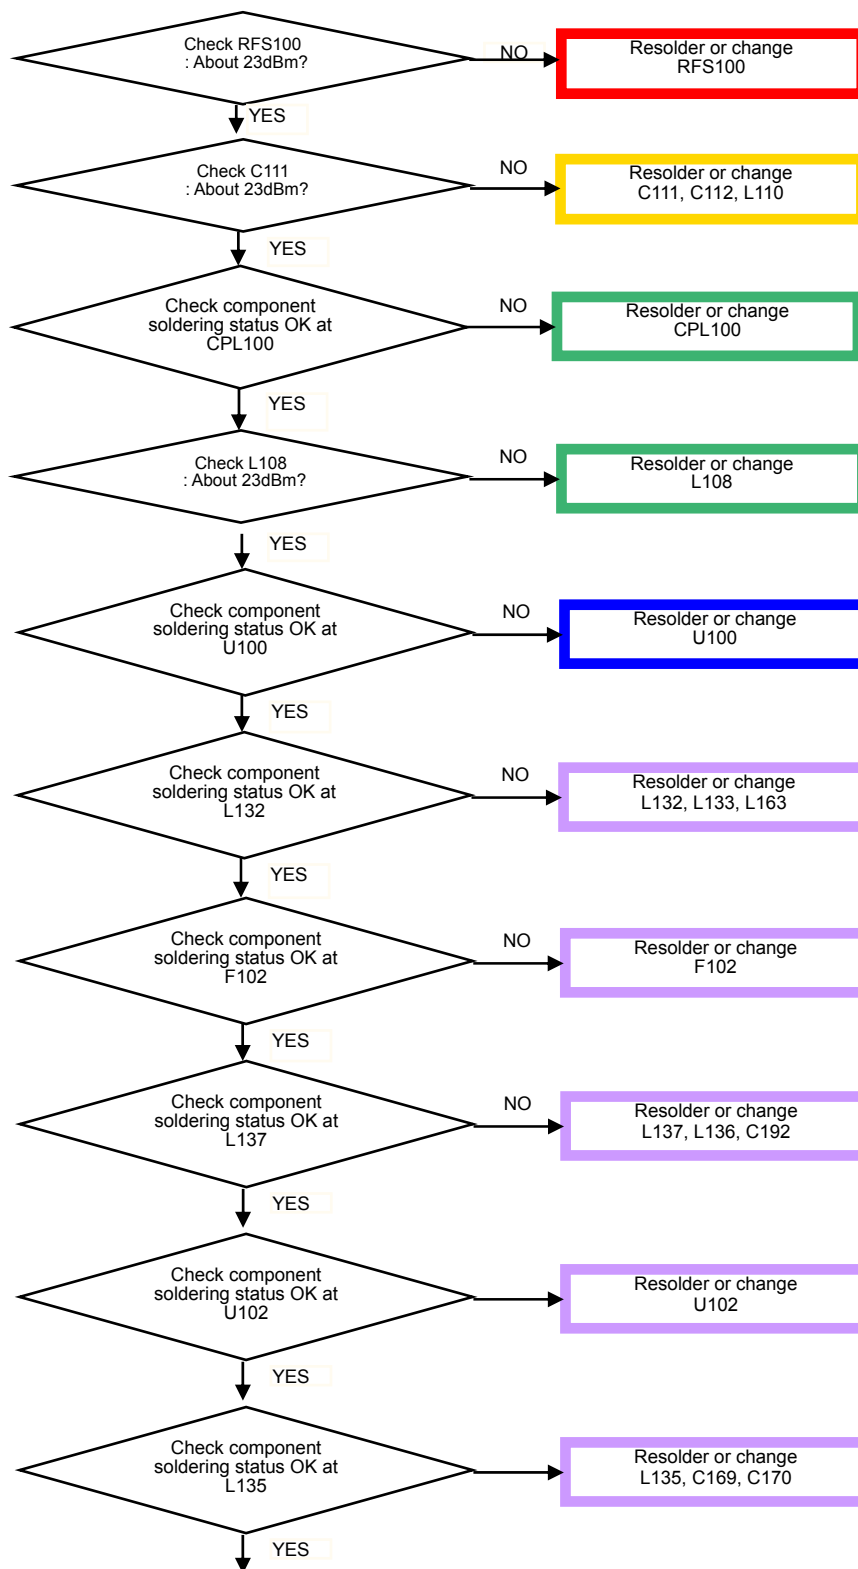 Check RFS100
: About 23dBm?
NO
Resolder or change
RFS100
YES
Check C111
: About 23dBm?
NO
Resolder or change
C111, C112, L110
YES
Check component
soldering status OK at
CPL100
NO
Resolder or change
CPL100
YES
Check L108
: About 23dBm?
NO
Resolder or change
L108
YES
Check component
soldering status OK at
U100
NO
Resolder or change
U100
YES
Check component
soldering status OK at
L132
NO
Resolder or change
L132, L133, L163
YES
Check component
soldering status OK at
F102
NO
Resolder or change
F102
YES
Check component
soldering status OK at
L137
NO
Resolder or change
L137, L136, C192
YES
Check component
soldering status OK at
U102
Resolder or change
U102
YES
Check component
soldering status OK at
L135
Resolder or change
L135, C169, C170
YES